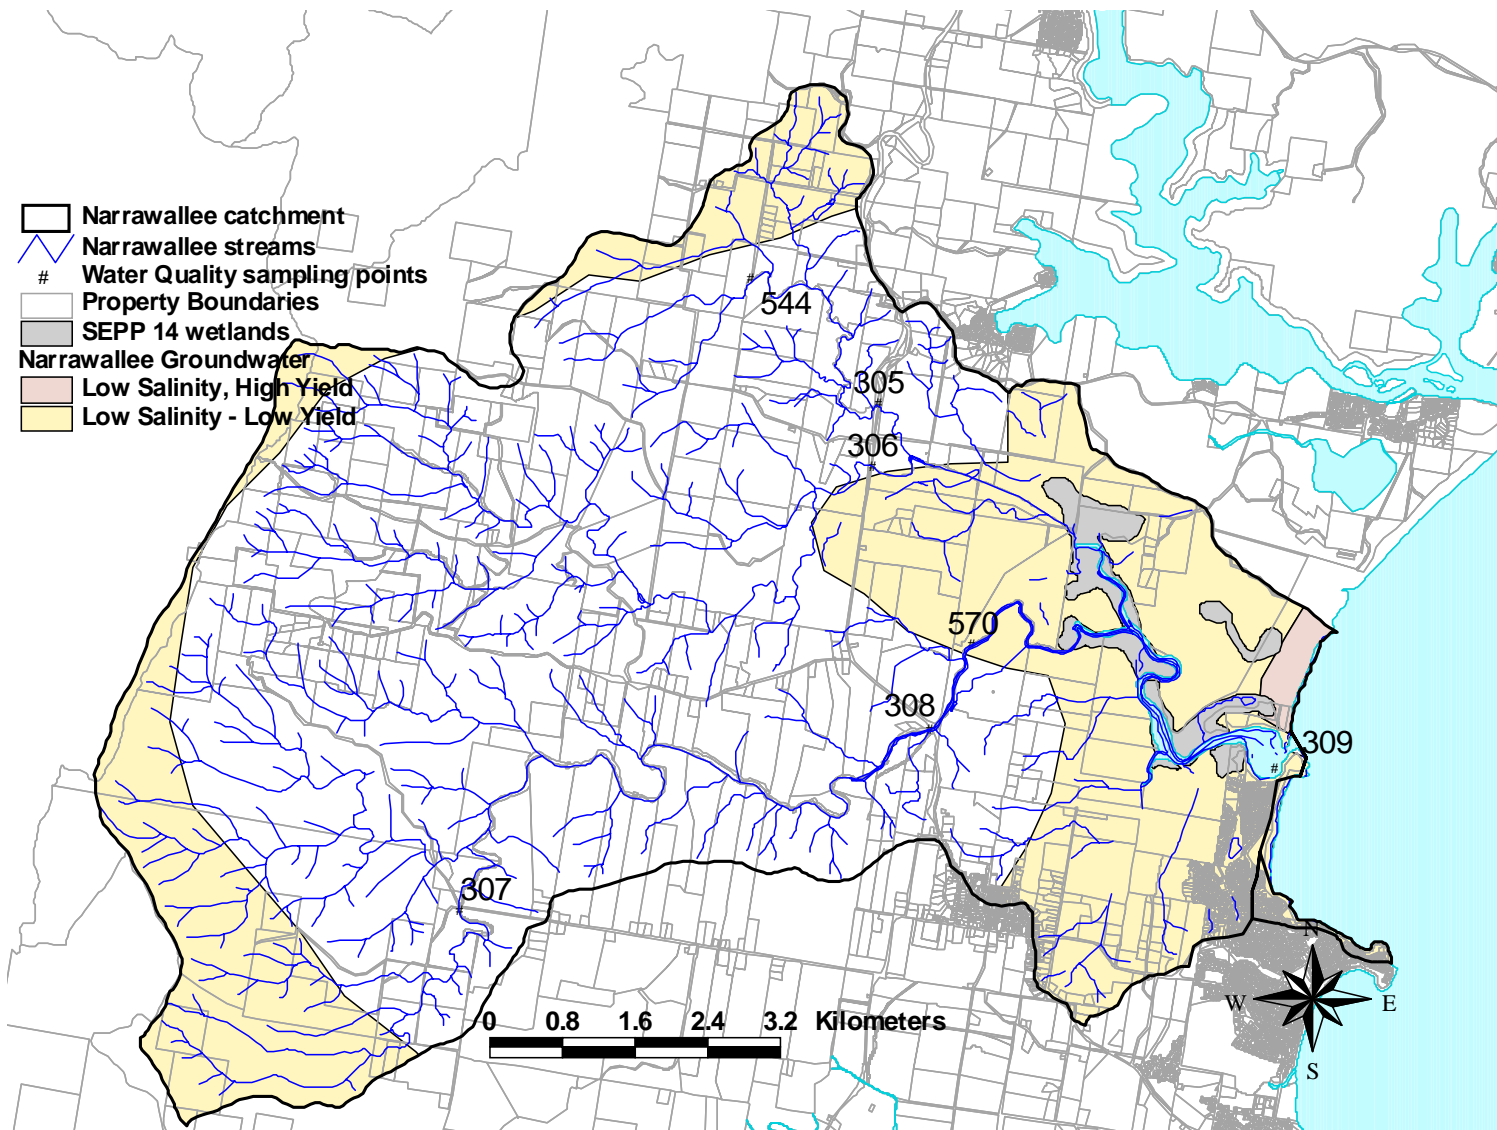 Narrawallee catchment
Narrawallee streams
# Water Quality sampling points
Property Boundaries
SEPP 14 wetlands
Narrawallee Groundwater
Low Salinity, High Yield
Low Salinity - Low Yield
#
544
305
#
306
#
570
#
308
#
309
#
307
#
0 0.8 1.6 2.4 3.2 Kilometers
N
W E
S